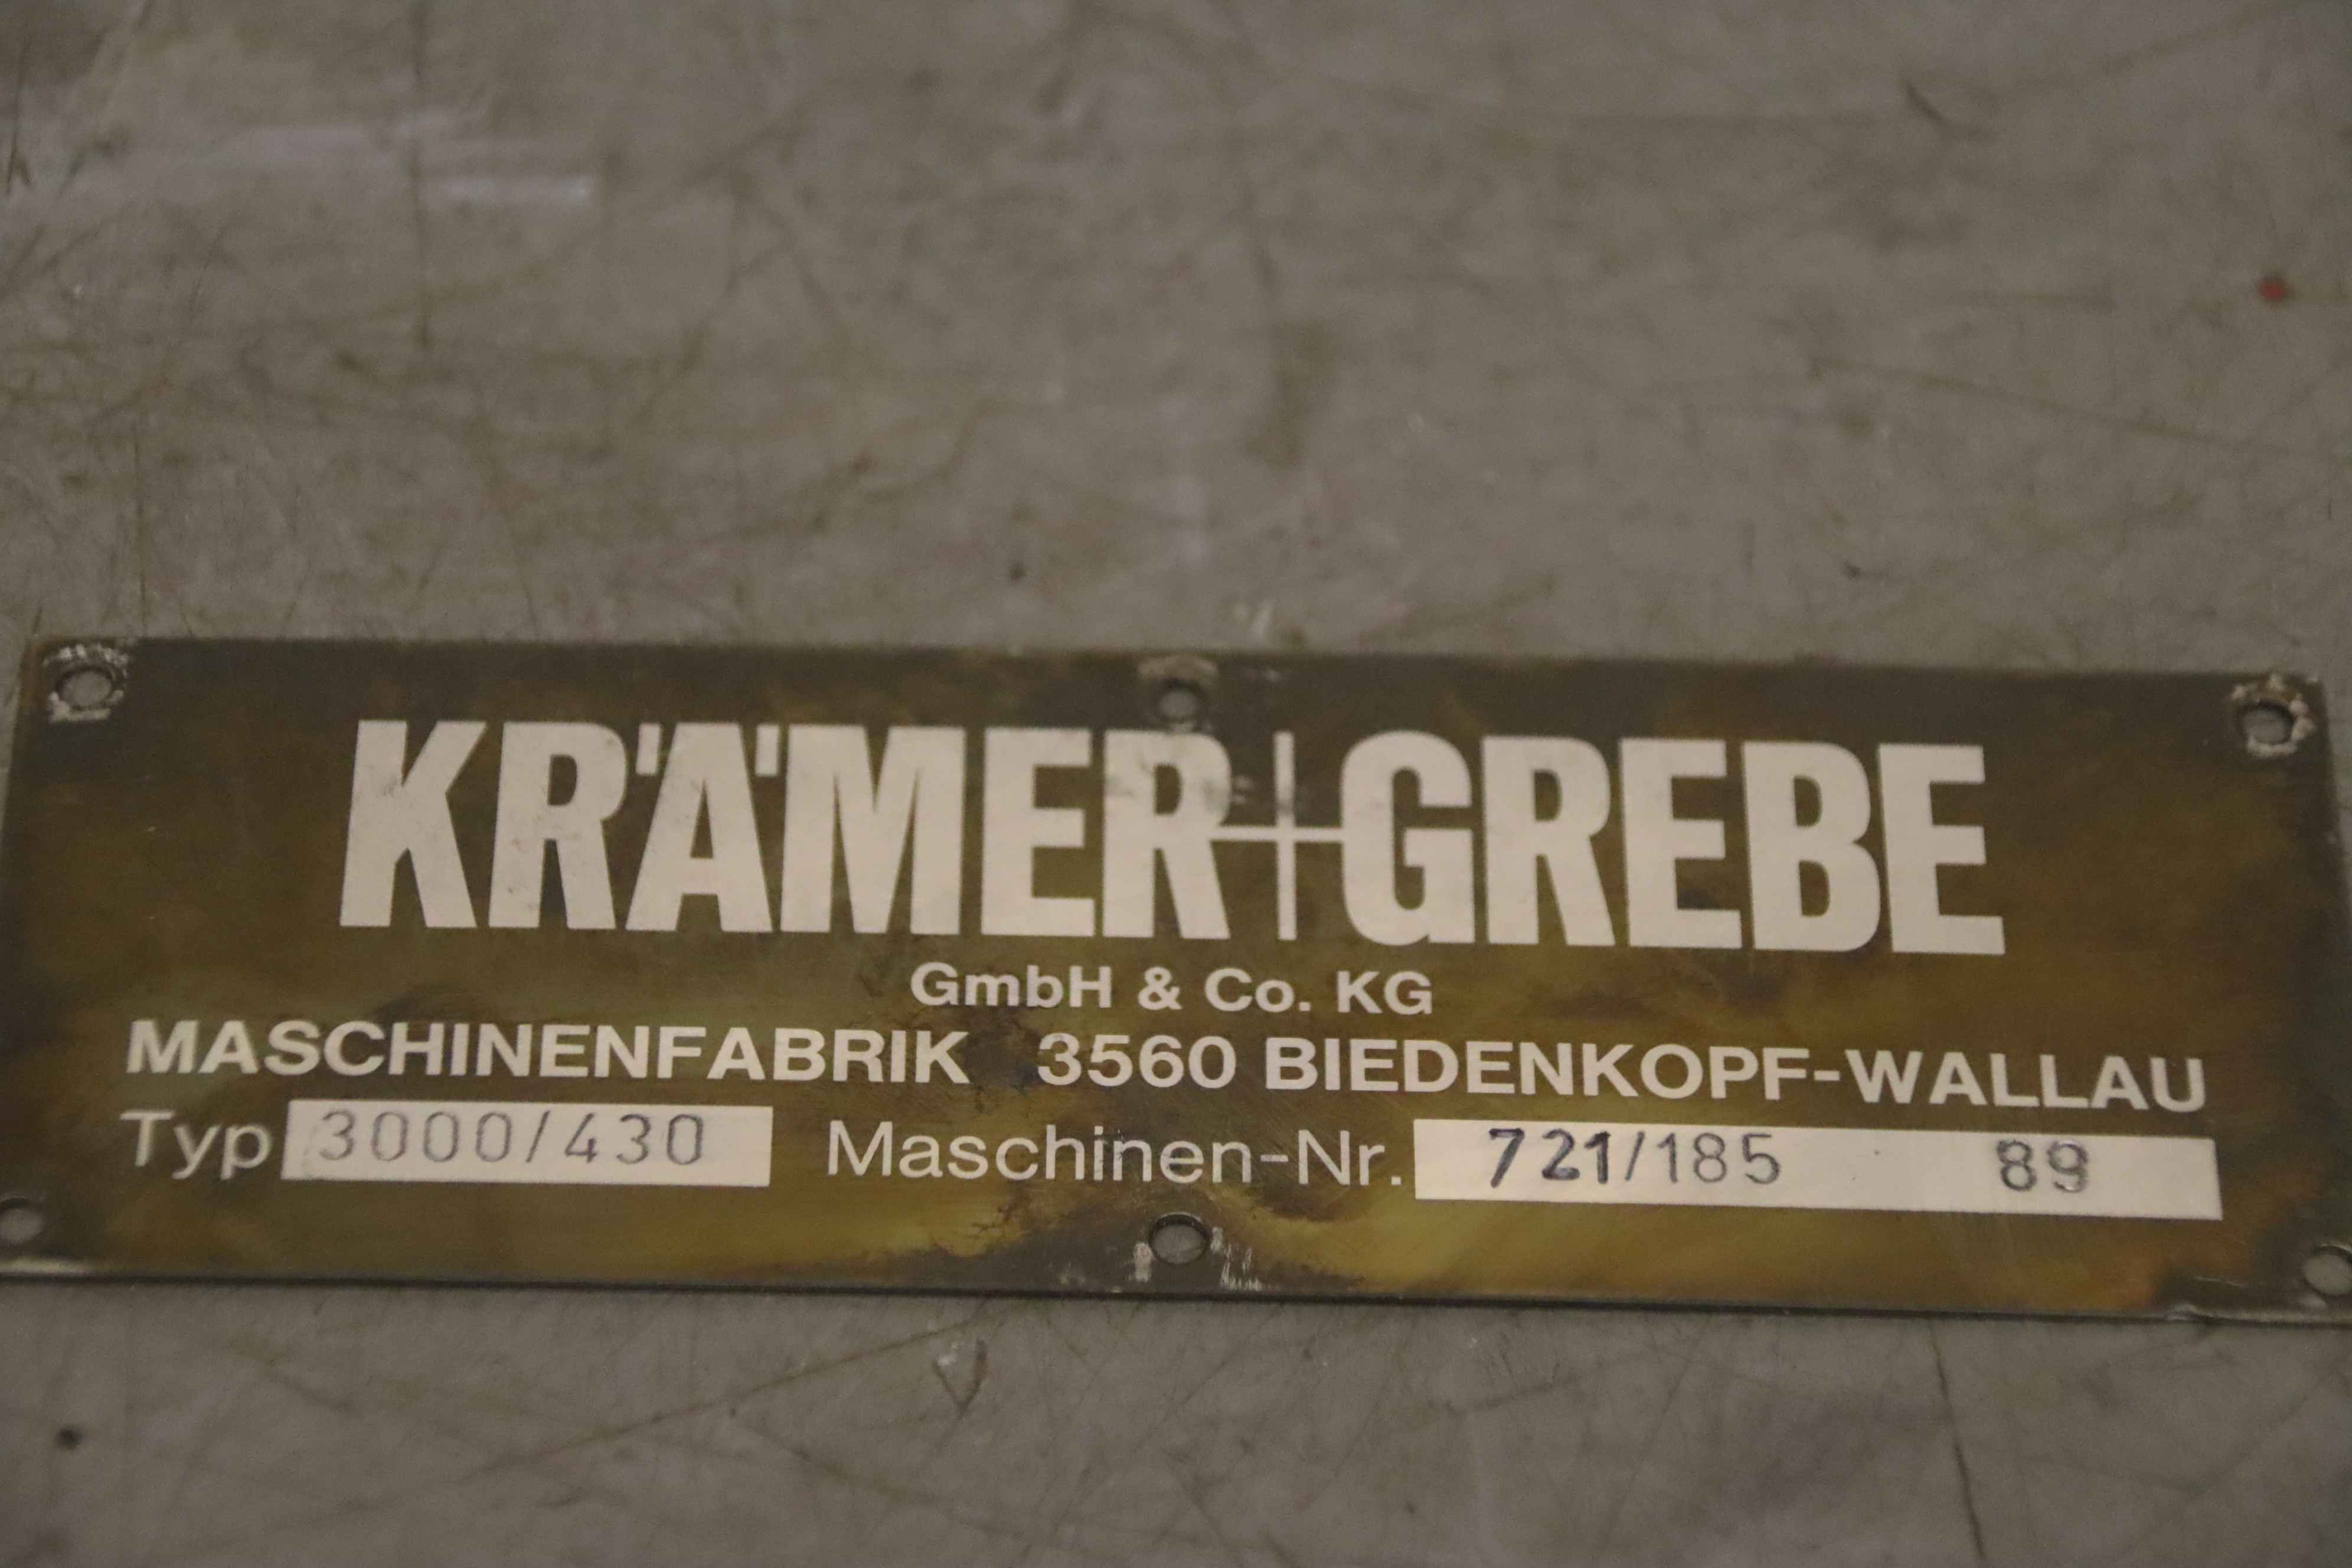 KRÄMER+GREBE
GmbH & Co. KG
MASCHINENFABRIK 3560 BIEDENKOPF-WALLAU
Typ 3000/430 Maschinen-Nr. 721/185 89